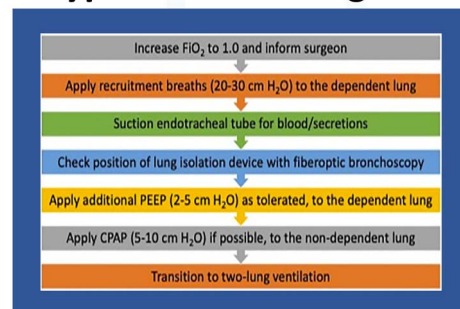 Increase FiO2 to 1.0 and inform surgeon
Apply recruitment breaths (20-30 cm H2O) to the dependent lung
Suction endotracheal tube for blood/secretions
Check position of lung isolation device with fiberoptic bronchoscopy
Apply additional PEEP (2-5 cm H2O) as tolerated, to the dependent lung
Apply CPAP (5-10 cm H2O) if possible, to the non-dependent lung
Transition to two-lung ventilation